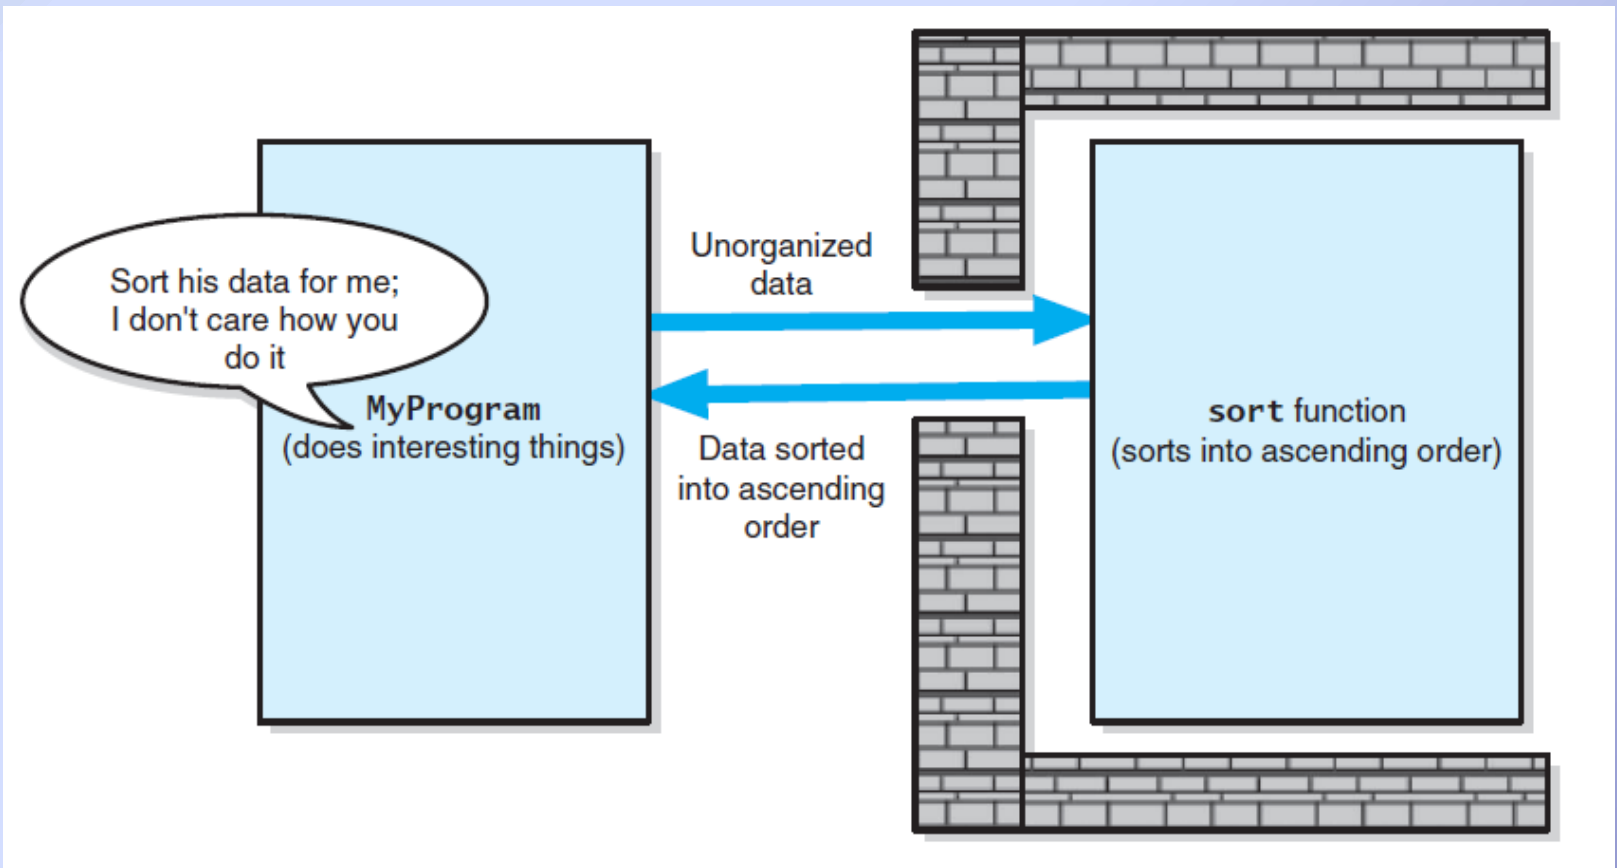 Sort his data for me;
I don't care how you
do it
MyProgram
(does interesting things)
Unorganized
data
Data sorted
into ascending
order
sort function
(sorts into ascending order)